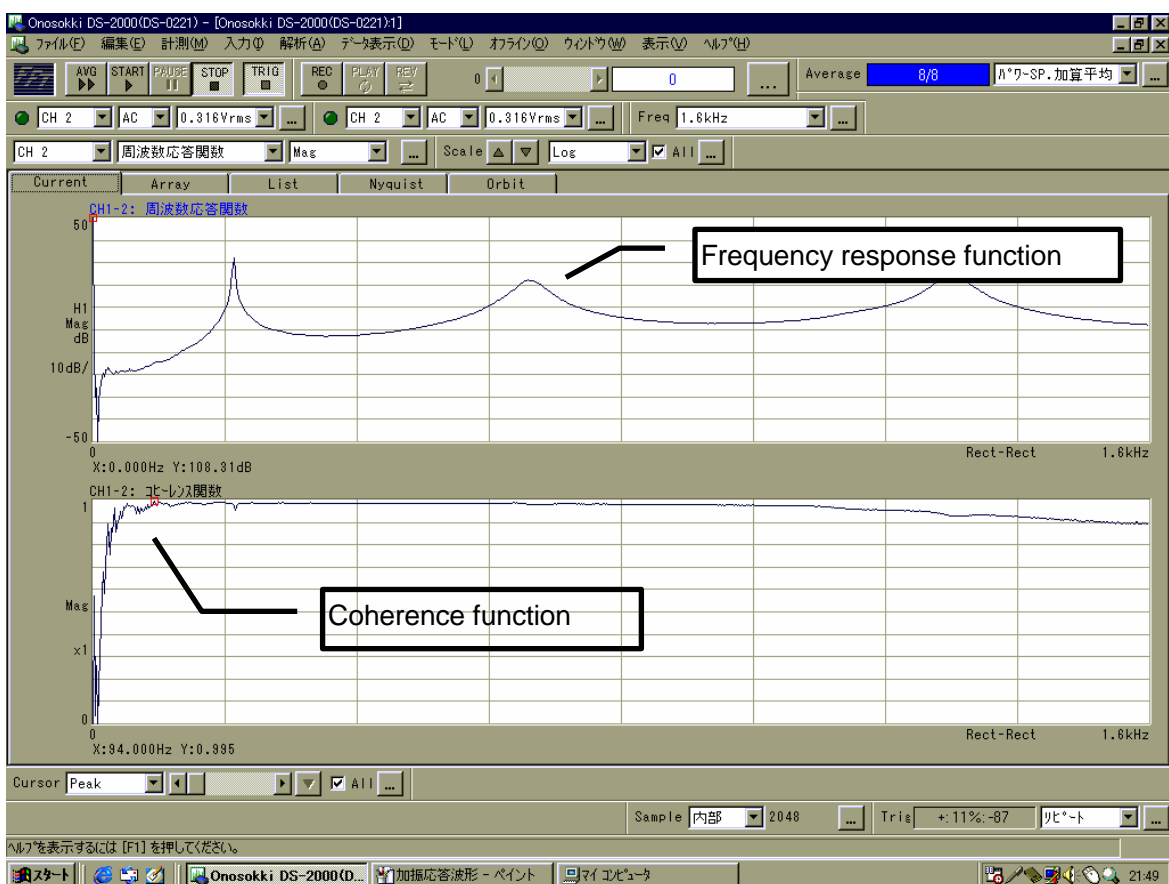 Onosokki DS-2000(DS-0221) - [Onosokki DS-2000(DS-0221):1]
ファイル(F) 編集(E) 計測(M) 入力(I) 解析(A) データ表示(D) モード(L) オフライン(O) ウィンドウ(W) 表示(V) ヘルプ(H)
AVG START PAUSE STOP TRIG REC PLAY REV 0 0 ... Average 8/8 パワーSP.加算平均 ...
CH 2 AC 0.316Vrms ... CH 2 AC 0.316Vrms ... Freq 1.6kHz ...
CH 2 周波数応答関数 Mag ... Scale Log All ...
Current Array List Nyquist Orbit
CH1-2: 周波数応答関数
50
Frequency response function
H1
Mag
dB
10dB/
-50
0 Rect-Rect 1.6kHz
X:0.000Hz Y:108.31dB
CH1-2: コヒーレンス関数
1
Mag
Coherence function
x1
0
0 Rect-Rect 1.6kHz
X:94.000Hz Y:0.995
Cursor Peak All ...
Sample 内部 2048 ... Trig +:11%:-87 リピート ...
ヘルプを表示するには [F1] を押してください。
スタート Onosokki DS-2000(D... 加振応答波形 - ペイント マイ コンピュータ 21:49